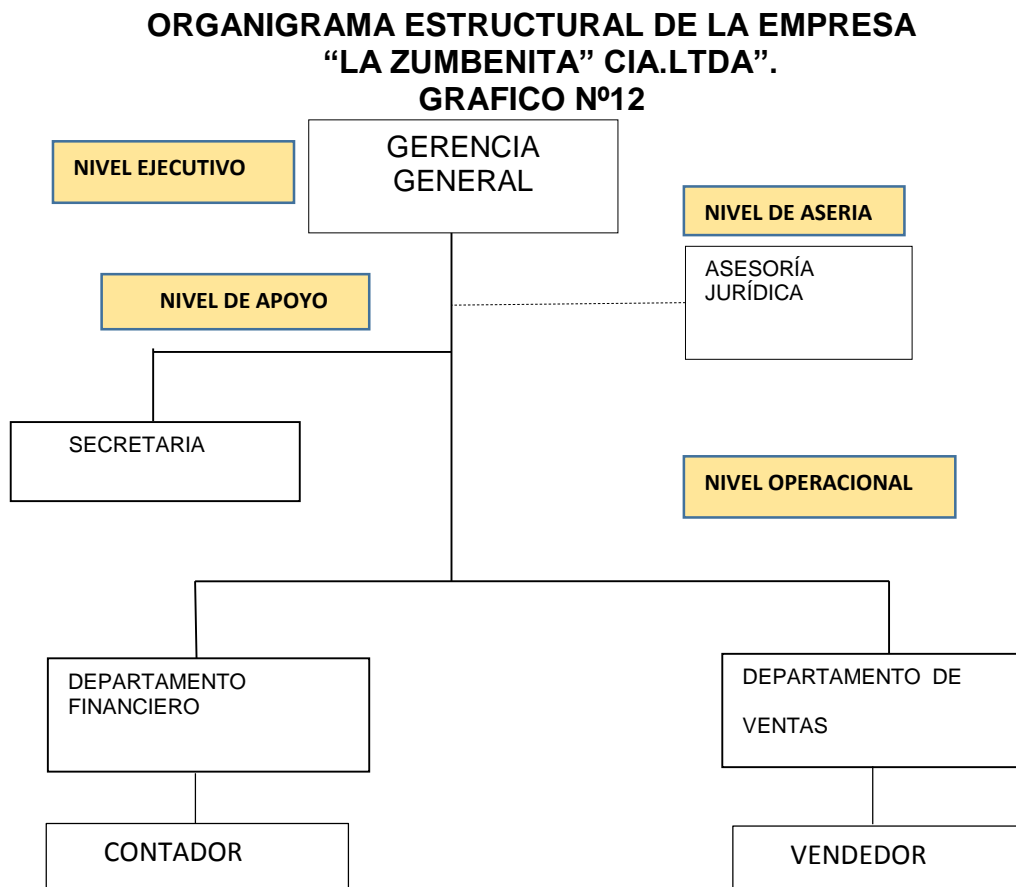 ORGANIGRAMA ESTRUCTURAL DE LA EMPRESA
“LA ZUMBENITA” CIA.LTDA”.
GRAFICO Nº12
GERENCIA
GENERAL
NIVEL EJECUTIVO
NIVEL DE ASERIA
ASESORÍA
JURÍDICA
NIVEL DE APOYO
SECRETARIA
NIVEL OPERACIONAL
DEPARTAMENTO
FINANCIERO
DEPARTAMENTO DE
VENTAS
CONTADOR
VENDEDOR